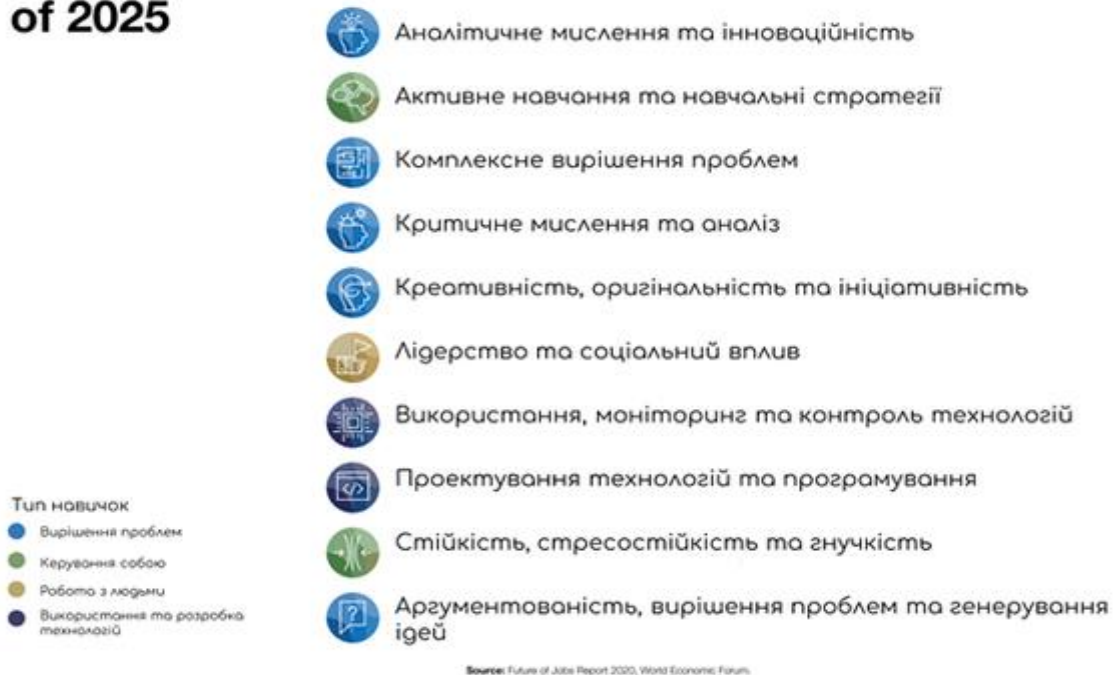 of 2025
Аналітичне мислення та інноваційність
Активне навчання та навчальні стратегії
Комплексне вирішення проблем
Критичне мислення та аналіз
Креативність, оригінальність та ініціативність
Лідерство та соціальний вплив
Використання, моніторинг та контроль технологій
Проектування технологій та програмування
Стійкість, стресостійкість та гнучкість
Аргументованість, вирішення проблем та генерування
ідей
Тип навичок
Вирішення проблем
Керування собою
Робота з людьми
Використання та розробка
технологій
Source: Future of Jobs Report 2020, World Economic Forum.